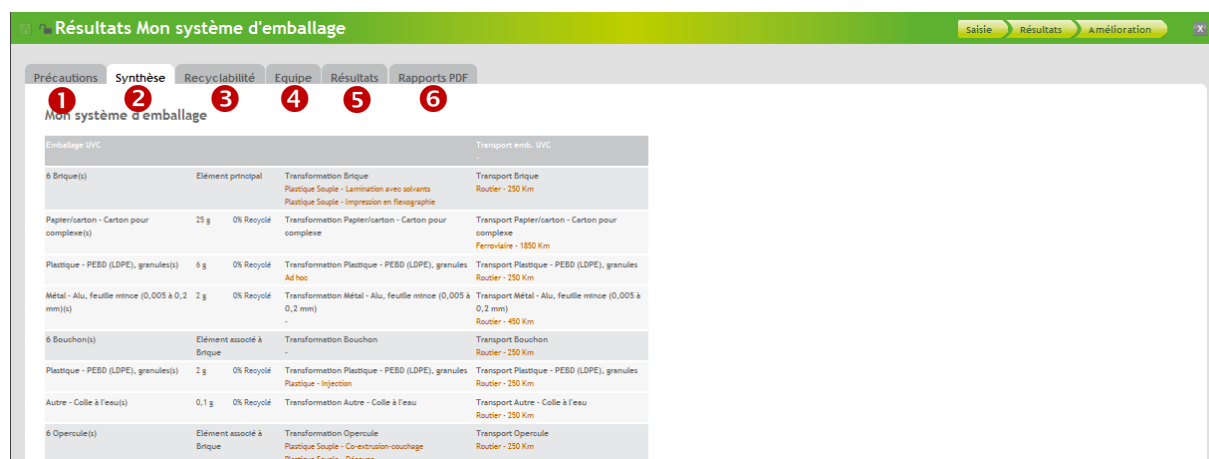 Résultats Mon système d'emballage
Saisie Résultats Amélioration X
Précautions Synthèse Recyclabilité Equipe Résultats Rapports PDF
1 2 3 4 5 6
Mon système d'emballage
Emballage UVC Transport emb. UVC
-
6 Brique(s) Elément principal Transformation Brique Transport Brique
Plastique Souple - Lamination avec solvants Routier - 250 Km
Plastique Souple - Impression en flexographie
Papier/carton - Carton pour 25 g 0% Recyclé Transformation Papier/carton - Carton pour Transport Papier/carton - Carton pour
complexe(s) complexe complexe
Ferroviaire - 1850 Km
Plastique - PEBD (LDPE), granules(s) 6 g 0% Recyclé Transformation Plastique - PEBD (LDPE), granules Transport Plastique - PEBD (LDPE), granules
Ad hoc Routier - 250 Km
Métal - Alu, feuille mince (0,005 à 0,2 2 g 0% Recyclé Transformation Métal - Alu, feuille mince (0,005 à Transport Métal - Alu, feuille mince (0,005 à
mm)(s) 0,2 mm) 0,2 mm)
- Routier - 450 Km
6 Bouchon(s) Elément associé à Transformation Bouchon Transport Bouchon
Brique - Routier - 250 Km
Plastique - PEBD (LDPE), granules(s) 2 g 0% Recyclé Transformation Plastique - PEBD (LDPE), granules Transport Plastique - PEBD (LDPE), granules
Plastique - Injection Routier - 250 Km
Autre - Colle à l'eau(s) 0,1 g 0% Recyclé Transformation Autre - Colle à l'eau Transport Autre - Colle à l'eau
Routier - 250 Km
6 Opercule(s) Elément associé à Transformation Opercule Transport Opercule
Brique Plastique Souple - Co-extrusion-couchage Routier - 250 Km
Plastique Souple - Découpe